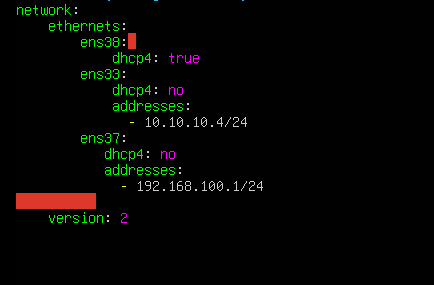 network:
    ethernets:
        ens38:
            dhcp4: true
        ens33:
            dhcp4: no
            addresses:
              - 10.10.10.4/24
        ens37:
           dhcp4: no
           addresses:
             - 192.168.100.1/24
    version: 2